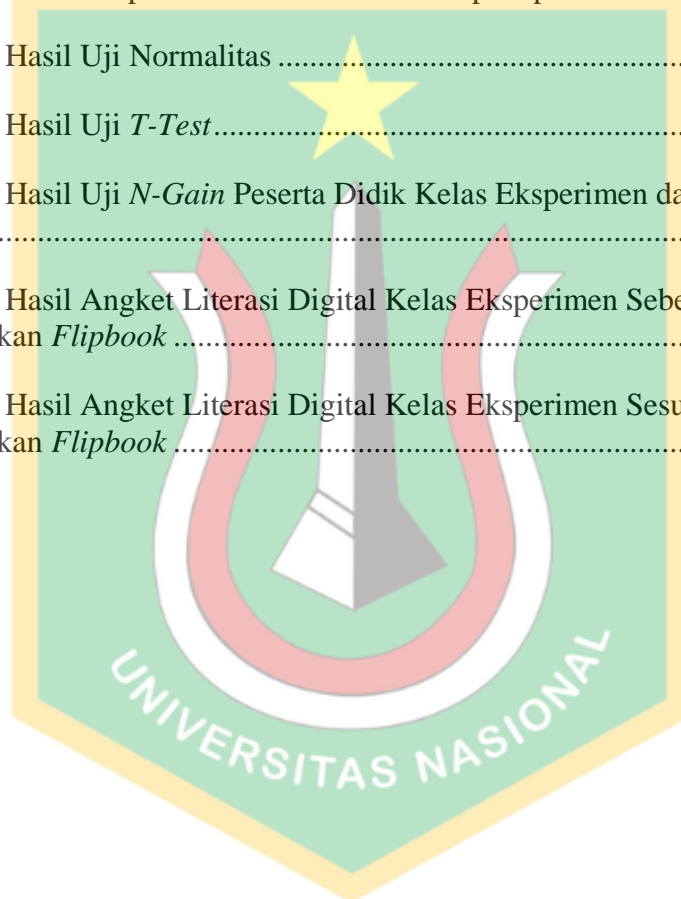 Hasil Uji Normalitas ........................................................
Hasil Uji T-Test................................................................
Hasil Uji N-Gain Peserta Didik Kelas Eksperimen da
..............................................................................................
Hasil Angket Literasi Digital Kelas Eksperimen Sebe
kan Flipbook ....................................................................
Hasil Angket Literasi Digital Kelas Eksperimen Sesu
kan Flipbook ....................................................................
UNIVERSITAS NASIONAL